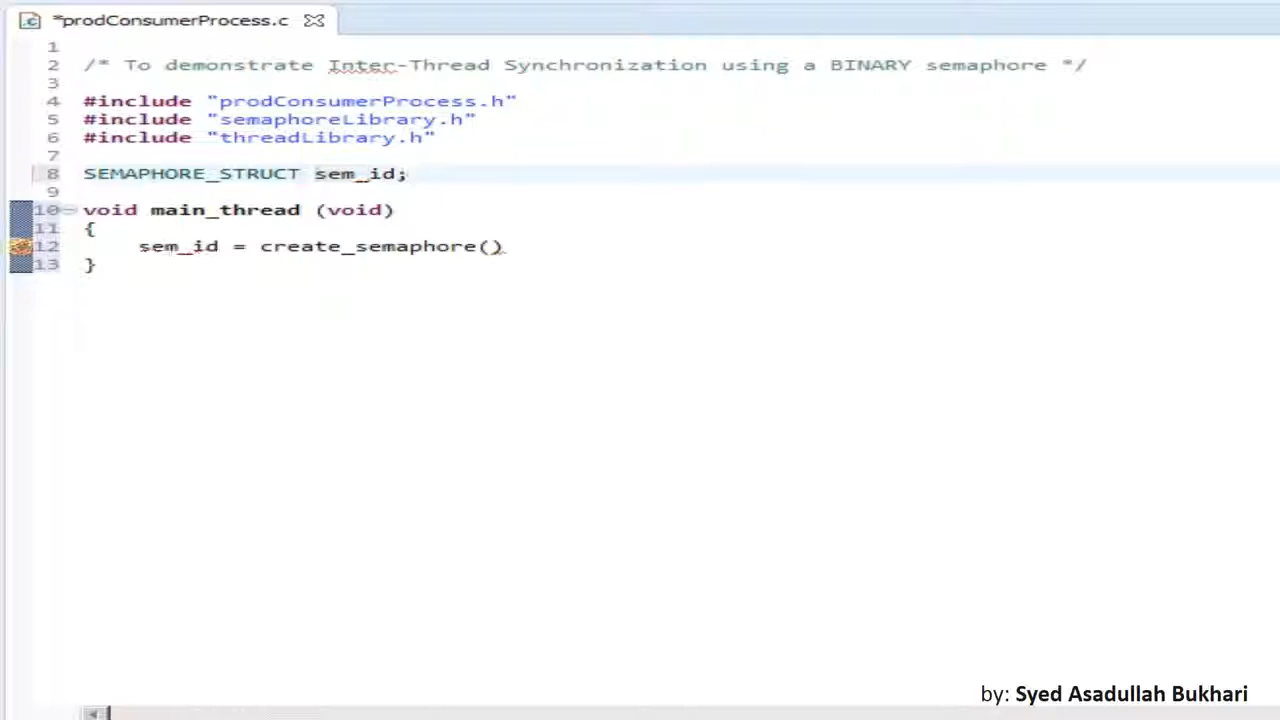 *prodConsumerProcess.c
1
2 /* To demonstrate Inter-Thread Synchronization using a BINARY semaphore */
3
4 #include "prodConsumerProcess.h"
5 #include "semaphoreLibrary.h"
6 #include "threadLibrary.h"
7
8 SEMAPHORE_STRUCT sem_id;
9
10 void main_thread (void)
11 {
12 sem_id = create_semaphore()
13 }
by: Syed Asadullah Bukhari